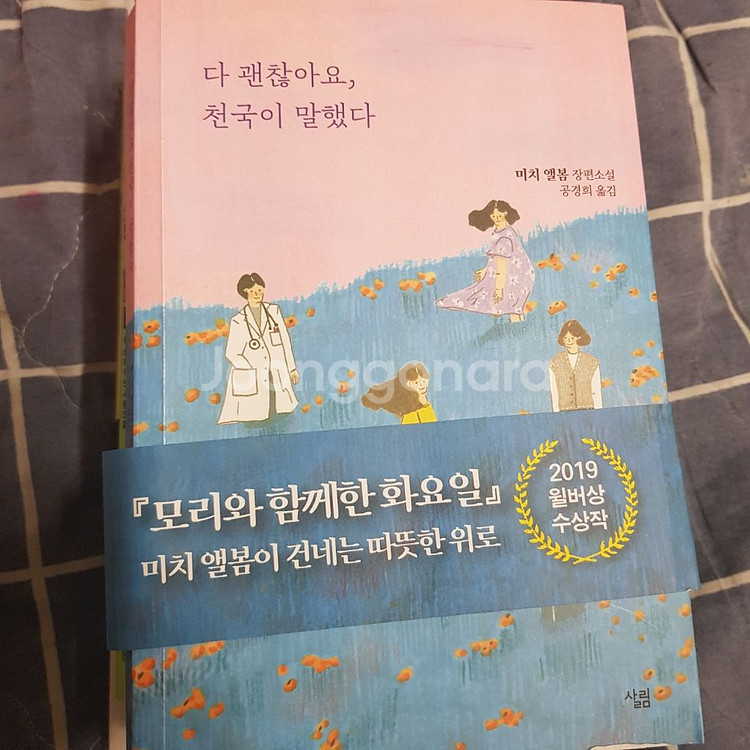 다 괜찮아요,
천국이 말했다
미치 앨봄 장편소설
공경희 옮김
Joonggonara
『모리와 함께한 화요일』
미치 앨봄이 건네는 따뜻한 위로
2019
윌버상
수상작
살림